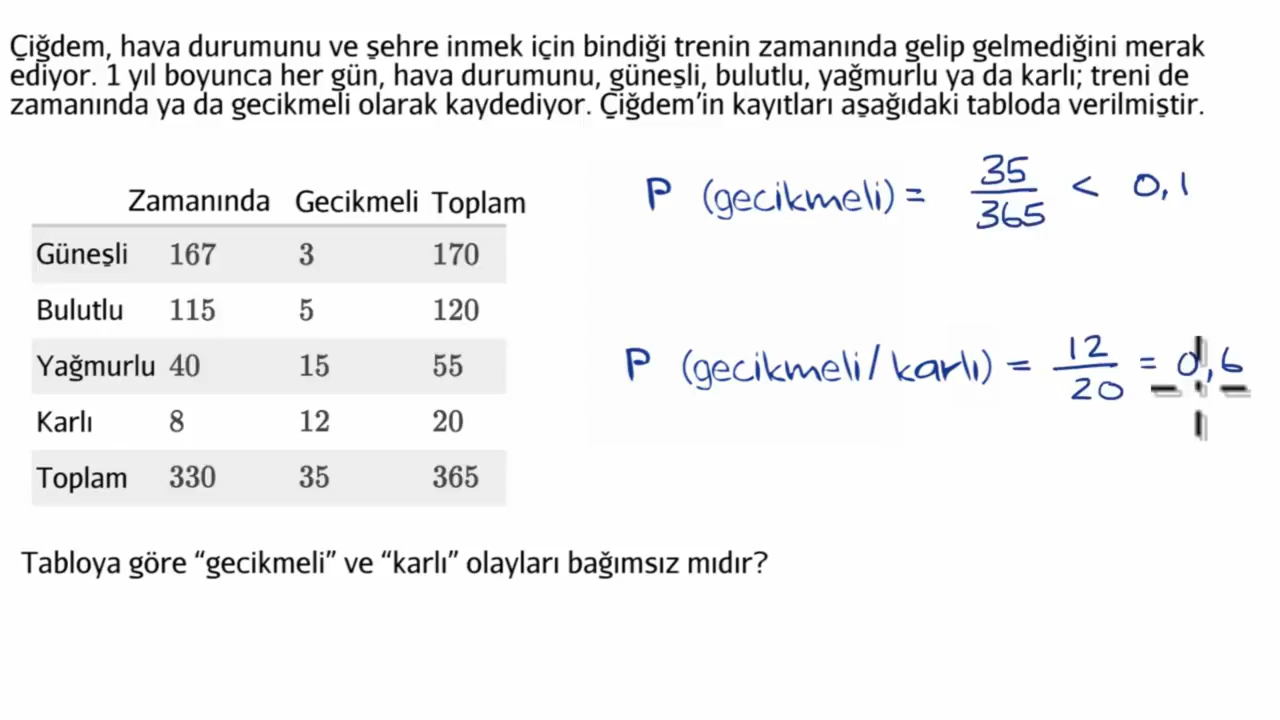 Çiğdem, hava durumunu ve şehre inmek için bindiği trenin zamanında gelip gelmediğini merak
ediyor. 1 yıl boyunca her gün, hava durumunu, güneşli, bulutlu, yağmurlu ya da karlı; treni de
zamanında ya da gecikmeli olarak kaydediyor. Çiğdem'in kayıtları aşağıdaki tabloda verilmiştir.
Zamanında Gecikmeli Toplam
Güneşli 167 3 170
Bulutlu 115 5 120
Yağmurlu 40 15 55
Karlı 8 12 20
Toplam 330 35 365
P (gecikmeli) = 35/365 < 0,1
P (gecikmeli/karlı) = 12/20 = 0,6
Tabloya göre “gecikmeli” ve “karlı” olayları bağımsız mıdır?